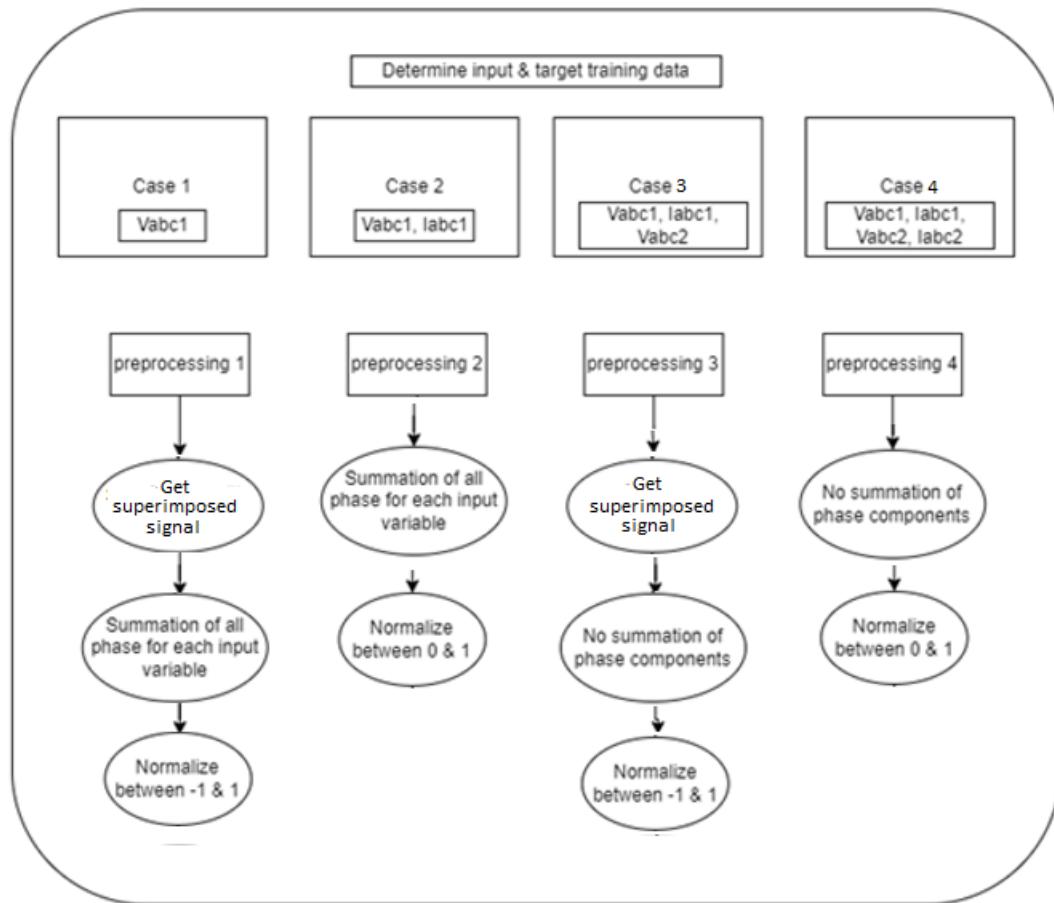 Determine input & target training data
Case 1
Vabc1
Case 2
Vabc1, Iabc1
Case 3
Vabc1, Iabc1,
Vabc2
Case 4
Vabc1, Iabc1,
Vabc2, Iabc2
preprocessing 1
preprocessing 2
preprocessing 3
preprocessing 4
Get
superimposed
signal
Summation of all
phase for each input
variable
Normalize
between -1 & 1
Summation of all
phase for each input
variable
Normalize
between 0 & 1
Get
superimposed
signal
No summation of
phase components
Normalize
between -1 & 1
No summation of
phase components
Normalize
between 0 & 1